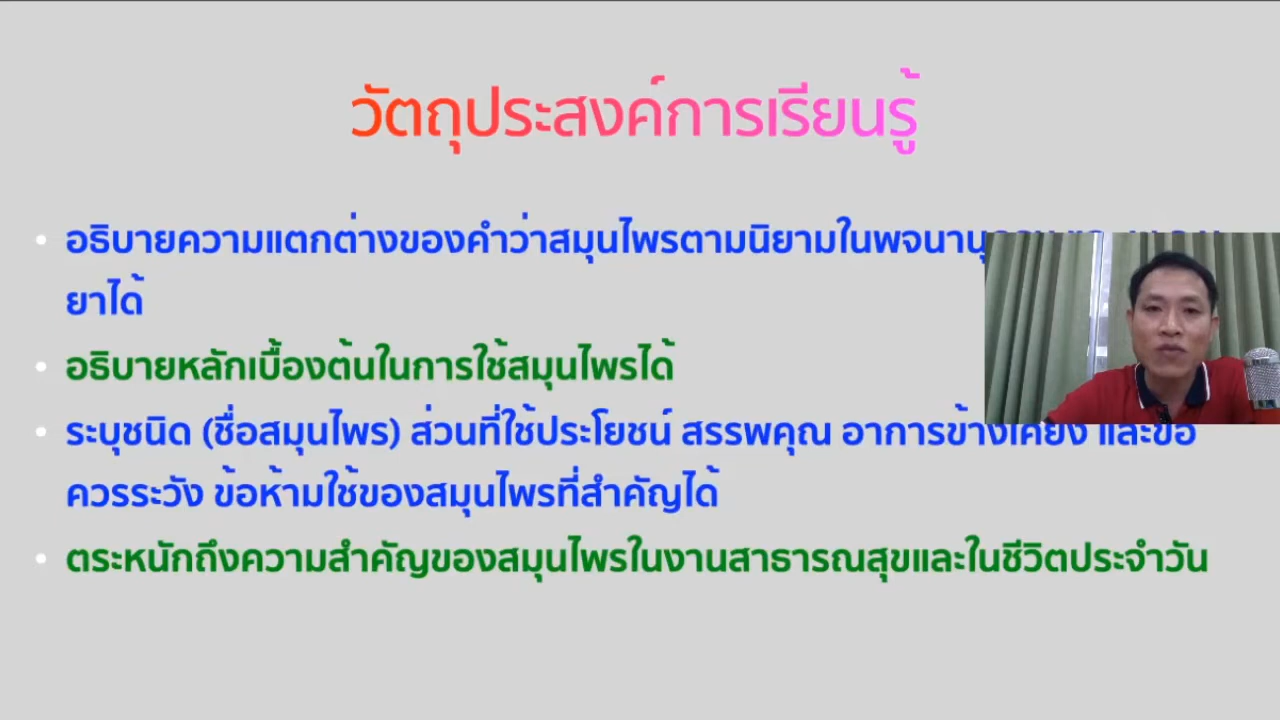 วัตถุประสงค์การเรียนรู้
อธิบายความแตกต่างของคำว่าสมุนไพรตามนิยามใน
ยาได้
อธิบายหลักเบื้องต้นในการใช้สมุนไพรได้
ระบุชนิด (ชื่อสมุนไพร) ส่วนที่ใช้ประโยชน์ สรรพคุณ อาการข้างเคียง และข้อ
ควรระวัง ข้อห้ามใช้ของสมุนไพรที่สำคัญได้
ตระหนักถึงความสำคัญของสมุนไพรในงานสาธารณสุขและในชีวิตประจำวัน